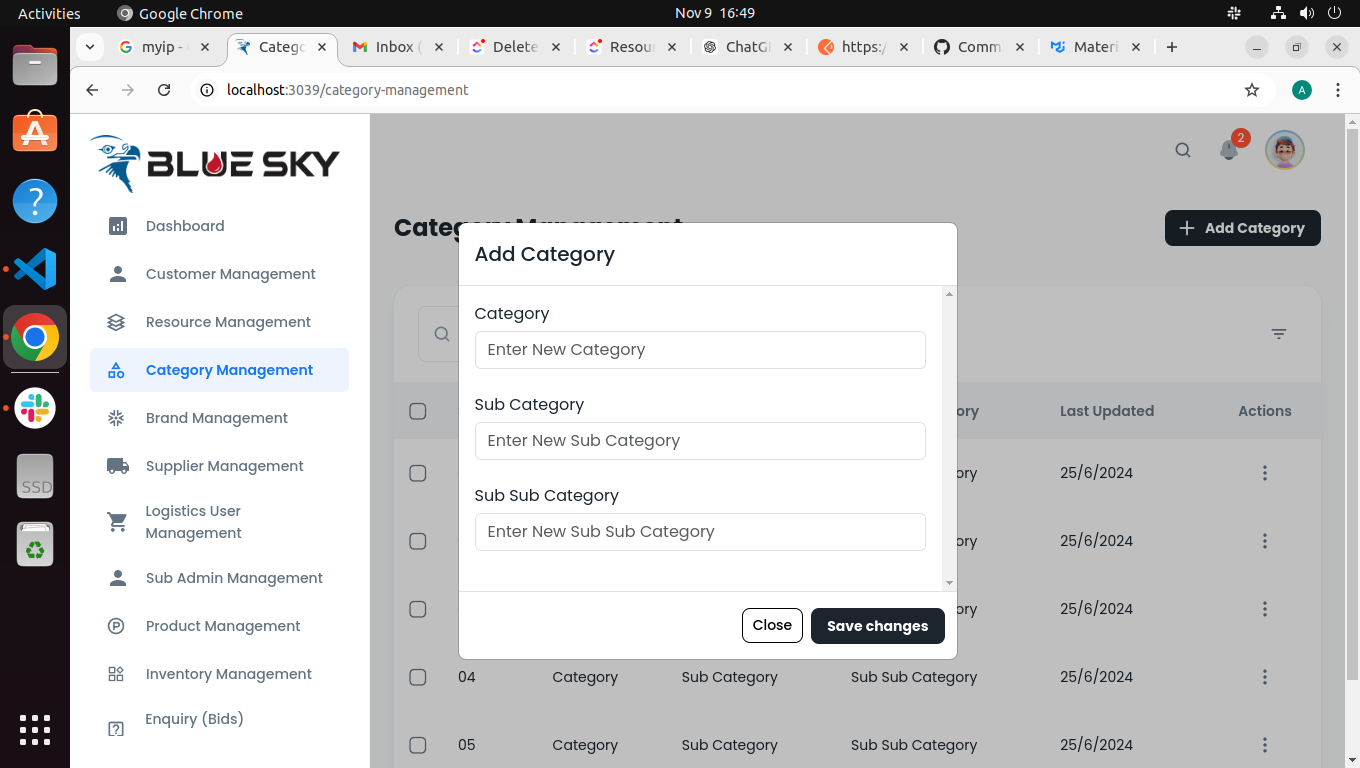 Activities Google Chrome Nov 9 16:49
myip - Catego Inbox ( Delete Resou ChatG https:/ Comm Materi
localhost:3039/category-management A
BLUE SKY
2
Dashboard
Customer Management
Resource Management
Category Management
Brand Management
Supplier Management
Logistics User
Management
Sub Admin Management
Product Management
Inventory Management
Enquiry (Bids)
SSD
Category Management
Add Category
Add Category
Category
Enter New Category
Sub Category
Enter New Sub Category
Sub Sub Category
Enter New Sub Sub Category
Close Save changes
ory Last Updated Actions
ory 25/6/2024
ory 25/6/2024
ory 25/6/2024
04 Category Sub Category Sub Sub Category 25/6/2024
05 Category Sub Category Sub Sub Category 25/6/2024